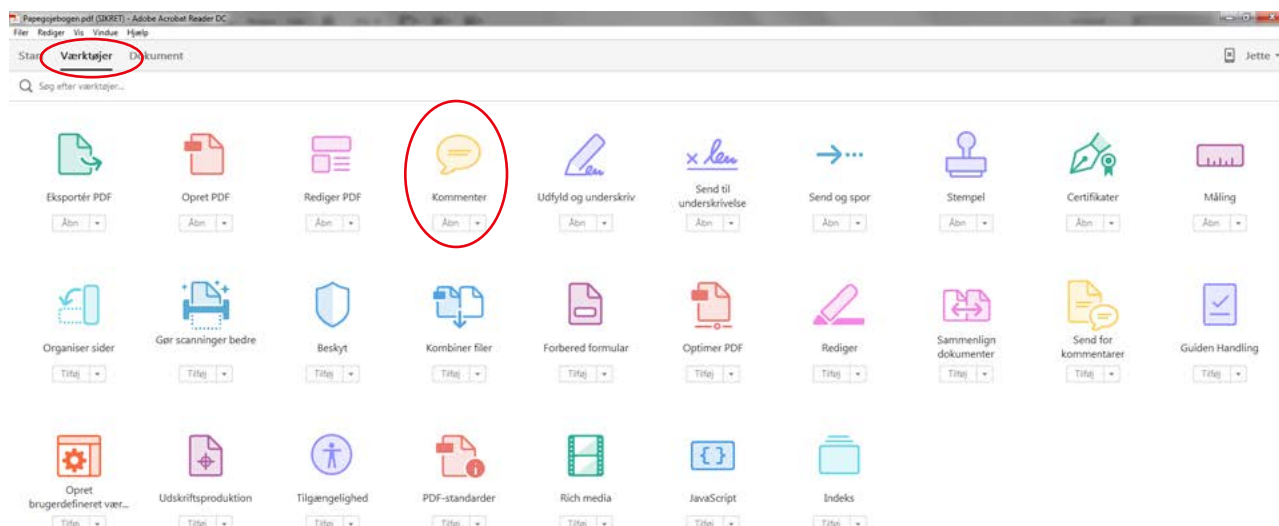 Papegojebogen.pdf (SIKRET) - Adobe Acrobat Reader DC
Filer Rediger Vis Vindue Hjælp
Start Værktøjer Dokument Jette
Søg efter værktøjer...
Eksportér PDF Opret PDF Rediger PDF Kommenter Udfyld og underskriv Send til underskrivelse Send og spor Stempel Certifikater Måling
Åbn Åbn Åbn Åbn Åbn Åbn Åbn Åbn Åbn Åbn
Organiser sider Gør scanninger bedre Beskyt Kombiner filer Forbered formular Optimer PDF Rediger Sammenlign dokumenter Send for kommentarer Guiden Handling
Tilføj Tilføj Tilføj Tilføj Tilføj Tilføj Tilføj Tilføj Tilføj Tilføj
Opret brugerdefineret vær... Udskriftsproduktion Tilgængelighed PDF-standarder Rich media JavaScript Indeks
Tilføj Tilføj Tilføj Tilføj Tilføj Tilføj Tilføj